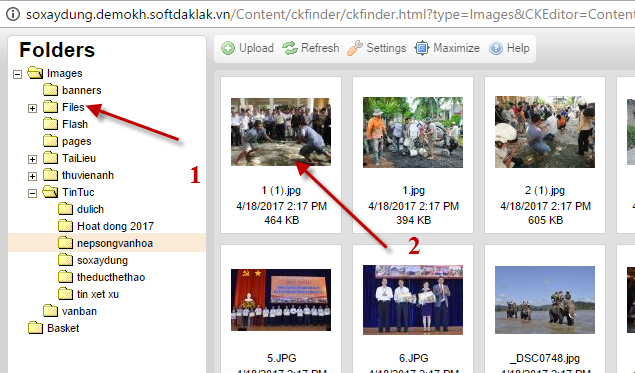 soxaydung.demokh.softdaklak.vn/Content/ckfinder/ckfinder.html?type=Images&CKEditor=Conten
Folders
Images
banners
Files
Flash
pages
TaiLieu
thuvienanh
TinTuc
dulich
Hoat dong 2017
nepsongvanhoa
soxaydung
theducthethao
tin xet xu
vanban
Basket
1
Upload Refresh Settings Maximize Help
1 (1).jpg
4/18/2017 2:17 PM
464 KB
1.jpg
4/18/2017 2:17 PM
394 KB
2 (1).jpg
4/18/2017 2:17 PM
605 KB
2
5.JPG
4/18/2017 2:17 PM
6.JPG
4/18/2017 2:17 PM
_DSC0748.jpg
4/18/2017 2:17 PM